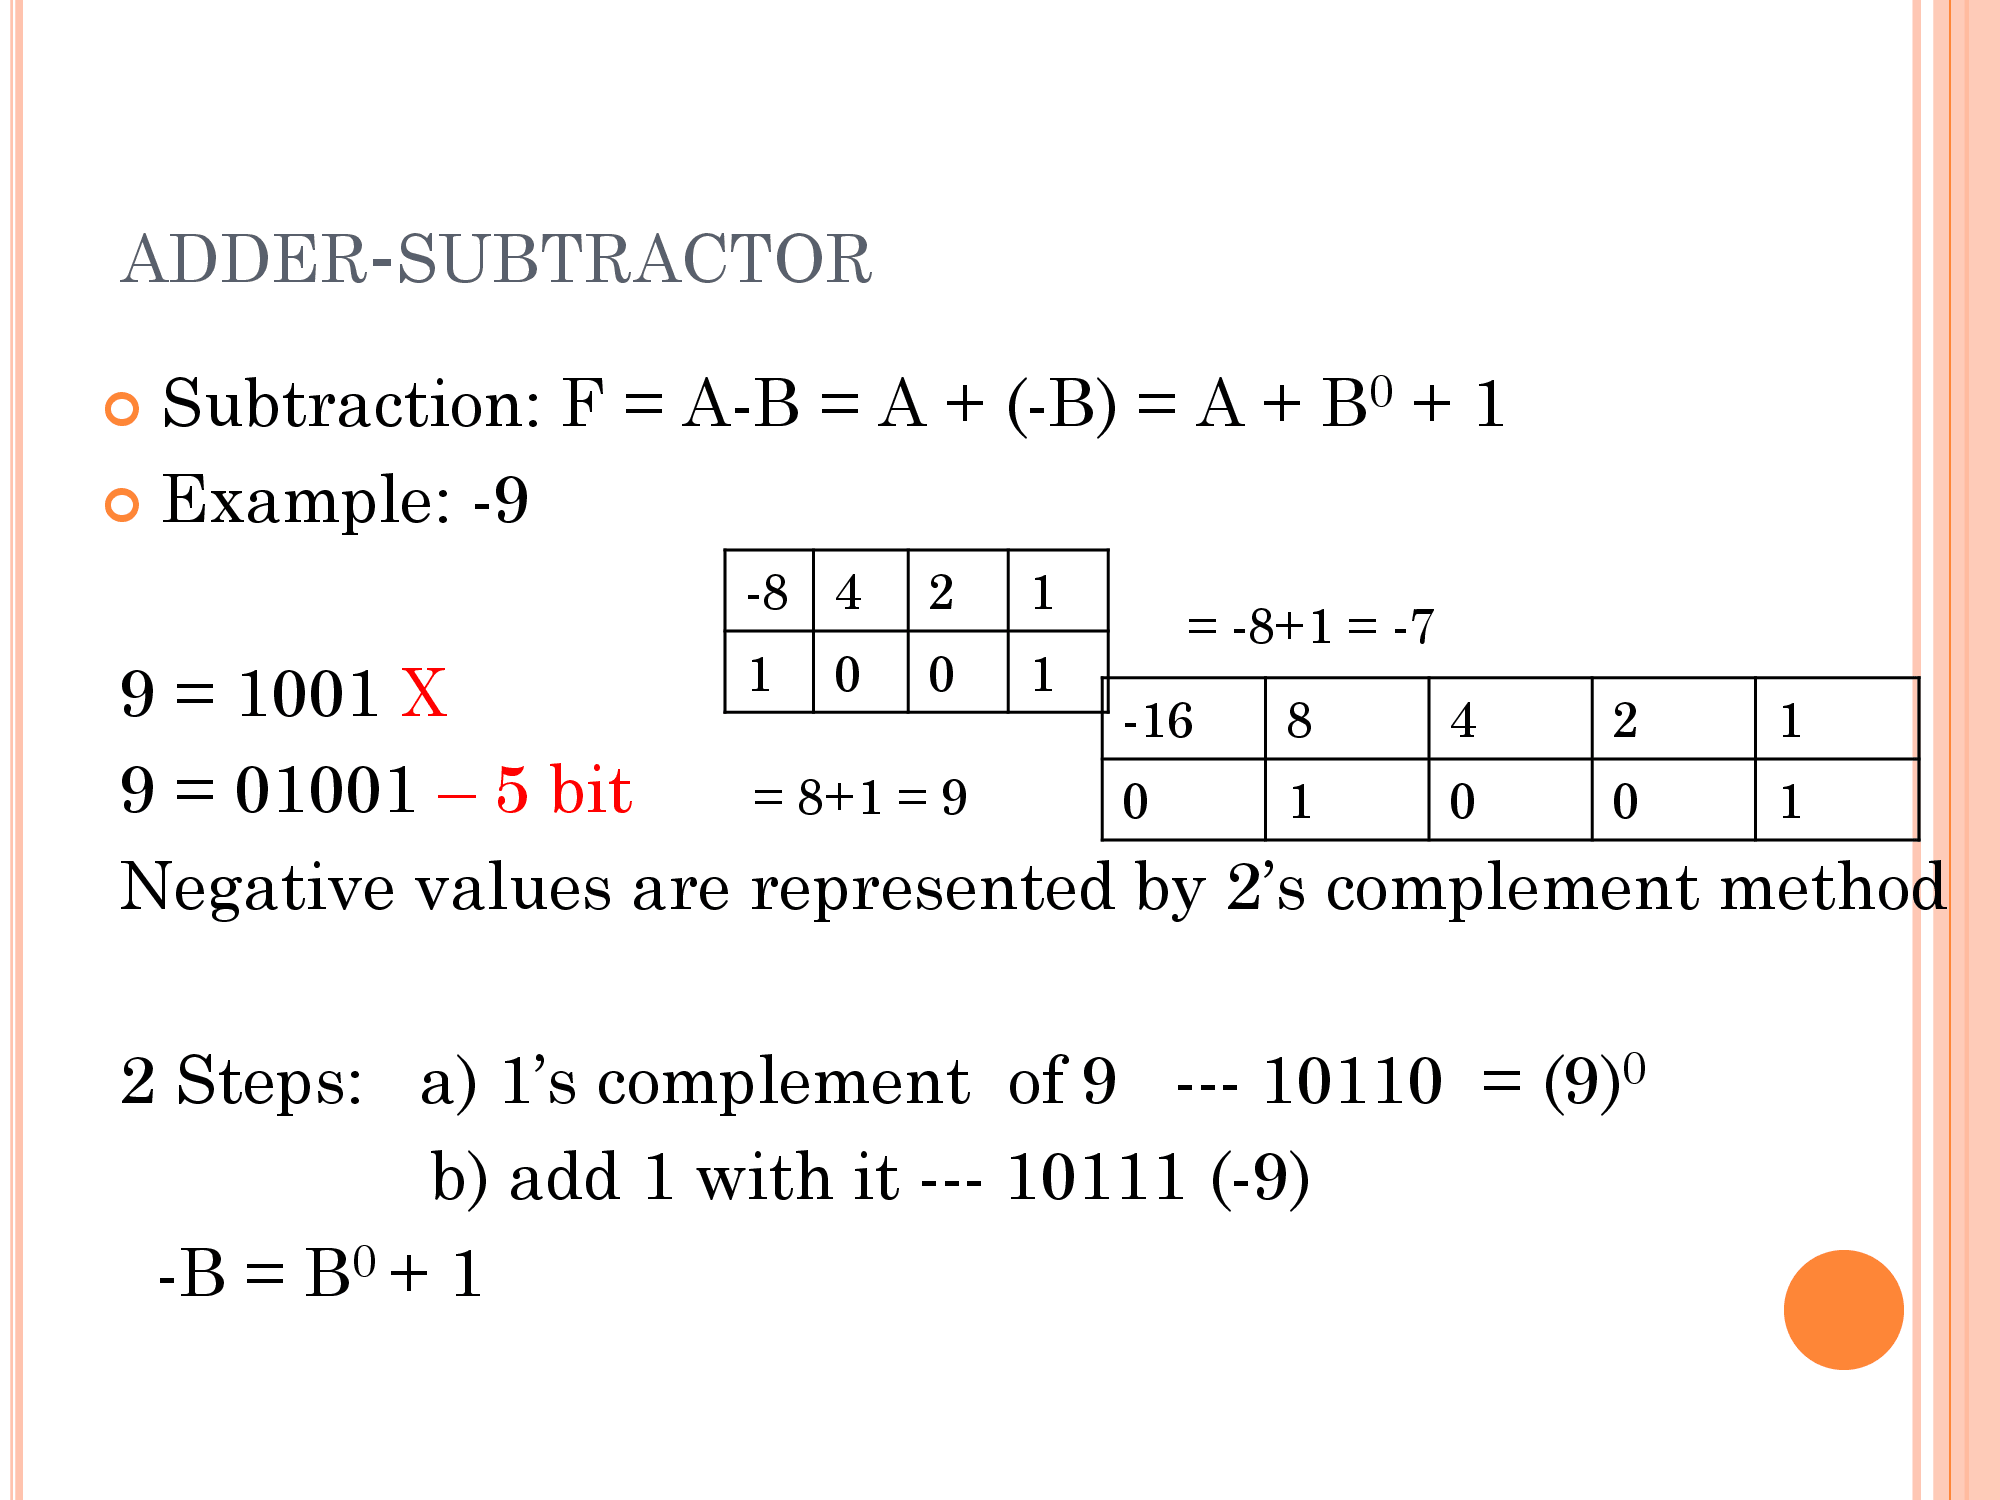 ADDER-SUBTRACTOR
Subtraction: F = A-B = A + (-B) = A + B⁰ + 1
Example: -9
-8 4 2 1
1 0 0 1
= -8+1 = -7
9 = 1001 X
-16 8 4 2 1
0 1 0 0 1
9 = 01001 – 5 bit
= 8+1 = 9
Negative values are represented by 2’s complement method
2 Steps: a) 1’s complement of 9 --- 10110 = (9)⁰
b) add 1 with it --- 10111 (-9)
-B = B⁰ + 1